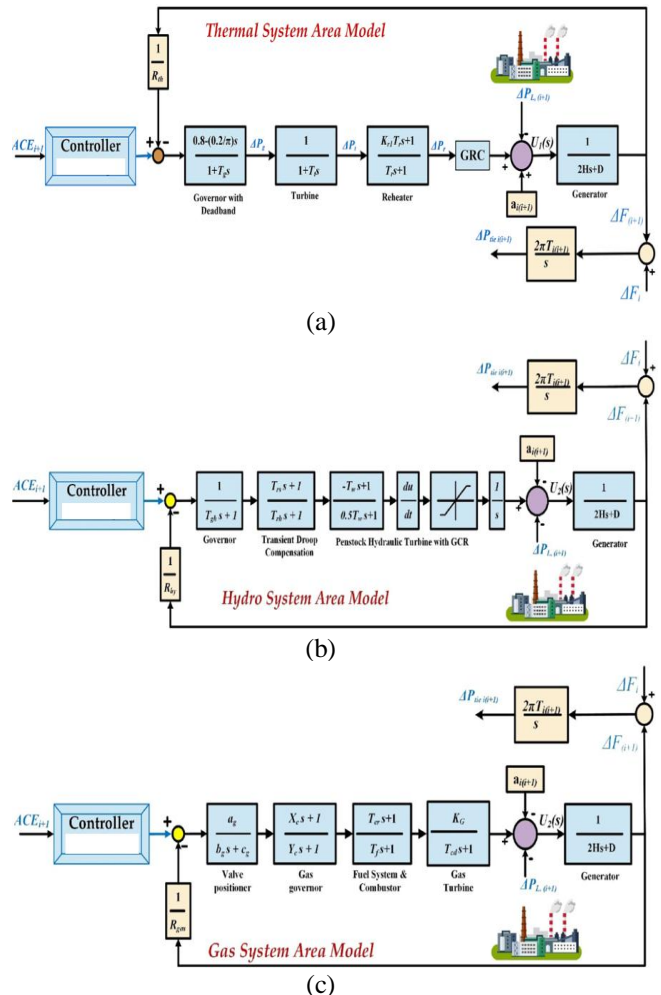 Thermal System Area Model
1
R_th
ΔP_L,(i+1)
ACE_i+1
Controller
+
-
0.8-(0.2/π)s
1+T_g s
ΔP_g
1
1+T_t s
ΔP_t
K_r1 T_r s+1
T_r s+1
ΔP_r
GRC
-
+
+
U_1(s)
1
2Hs+D
Governor with
Deadband
Turbine
Reheater
a_i(i+1)
Generator
ΔF_(i+1)
ΔP_tie i(i+1)
2πT_i(i+1)
s
-
+
ΔF_i
(a)
ΔF_i
+
ΔP_tie i(i+1)
2πT_i(i+1)
s
ΔF_(i+1)
a_i(i+1)
ACE_i+1
Controller
+
-
1
T_gh s + 1
T_rs s + 1
T_rh s + 1
-T_w s+1
0.5T_w s+1
du
dt
1
s
+
-
-
U_2(s)
1
2Hs+D
Governor
Transient Droop
Compensation
Penstock Hydraulic Turbine with GCR
ΔP_L,(i+1)
Generator
1
R_hy
Hydro System Area Model
(b)
ΔF_i
+
ΔP_tie i(i+1)
2πT_i(i+1)
s
ΔF_(i+1)
a_i(i+1)
ACE_i+1
Controller
+
-
a_g
b_g s + c_g
X_c s + 1
Y_c s + 1
T_cr s+1
T_f s+1
K_G
T_cd s+1
+
-
-
U_2(s)
1
2Hs+D
Valve
positioner
Gas
governor
Fuel System &
Combustor
Gas
Turbine
ΔP_L,(i+1)
Generator
1
R_gas
Gas System Area Model
(c)